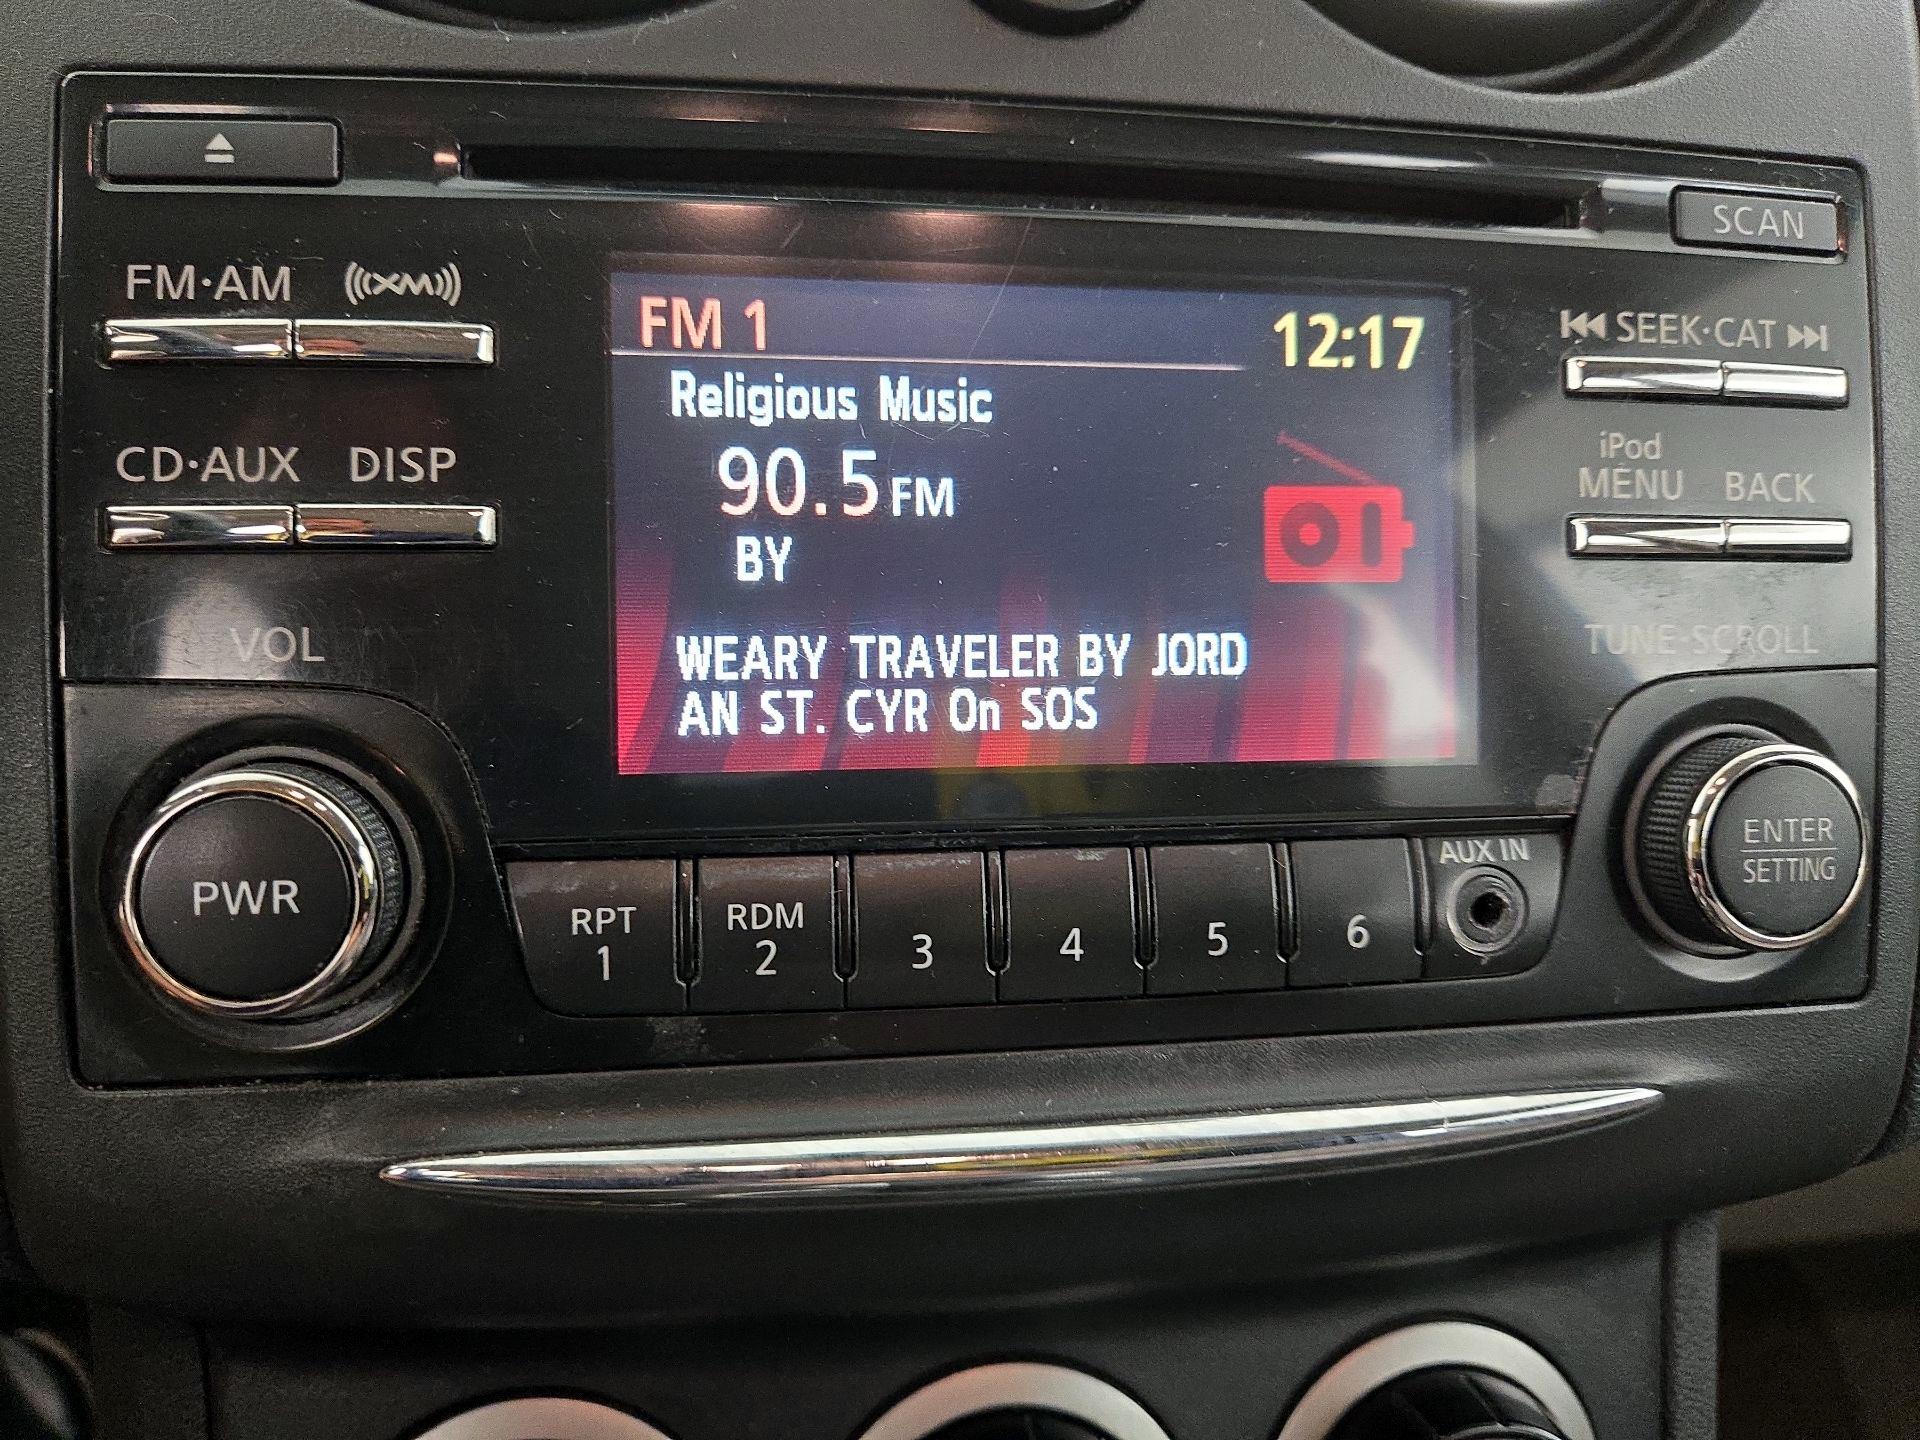 SCAN
FM·AM
XM
FM 1
12:17
SEEK·CAT
Religious Music
90.5 FM
BY
CD·AUX
DISP
iPod
MENU
BACK
VOL
TUNE·SCROLL
WEARY TRAVELER BY JORD
AN ST. CYR On SOS
PWR
RPT
1
RDM
2
3
4
5
6
AUX IN
ENTER
SETTING